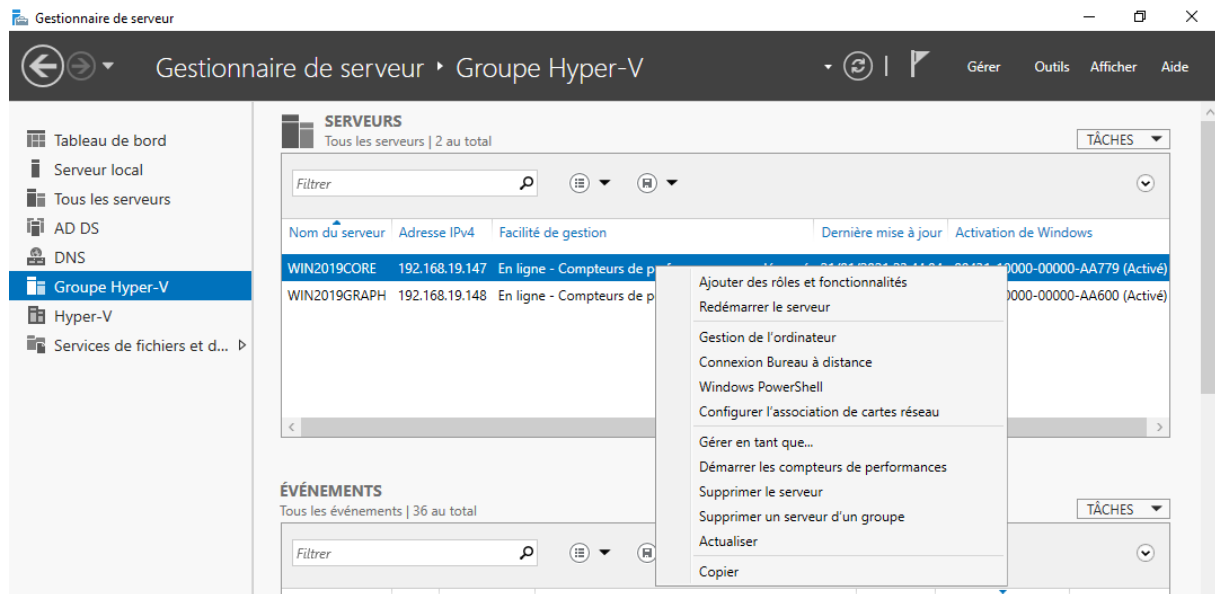 Gestionnaire de serveur
Gestionnaire de serveur • Groupe Hyper-V
Gérer Outils Afficher Aide
Tableau de bord
Serveur local
Tous les serveurs
AD DS
DNS
Groupe Hyper-V
Hyper-V
Services de fichiers et d...
SERVEURS
Tous les serveurs | 2 au total
TÂCHES
Filtrer
Nom du serveur Adresse IPv4 Facilité de gestion Dernière mise à jour Activation de Windows
WIN2019CORE 192.168.19.147 En ligne - Compteurs de 0000-00000-AA779 (Activé)
WIN2019GRAPH 192.168.19.148 En ligne - Compteurs de p 0000-00000-AA600 (Activé)
Ajouter des rôles et fonctionnalités
Redémarrer le serveur
Gestion de l'ordinateur
Connexion Bureau à distance
Windows PowerShell
Configurer l'association de cartes réseau
Gérer en tant que...
Démarrer les compteurs de performances
Supprimer le serveur
Supprimer un serveur d'un groupe
Actualiser
Copier
ÉVÉNEMENTS
Tous les événements | 36 au total
TÂCHES
Filtrer